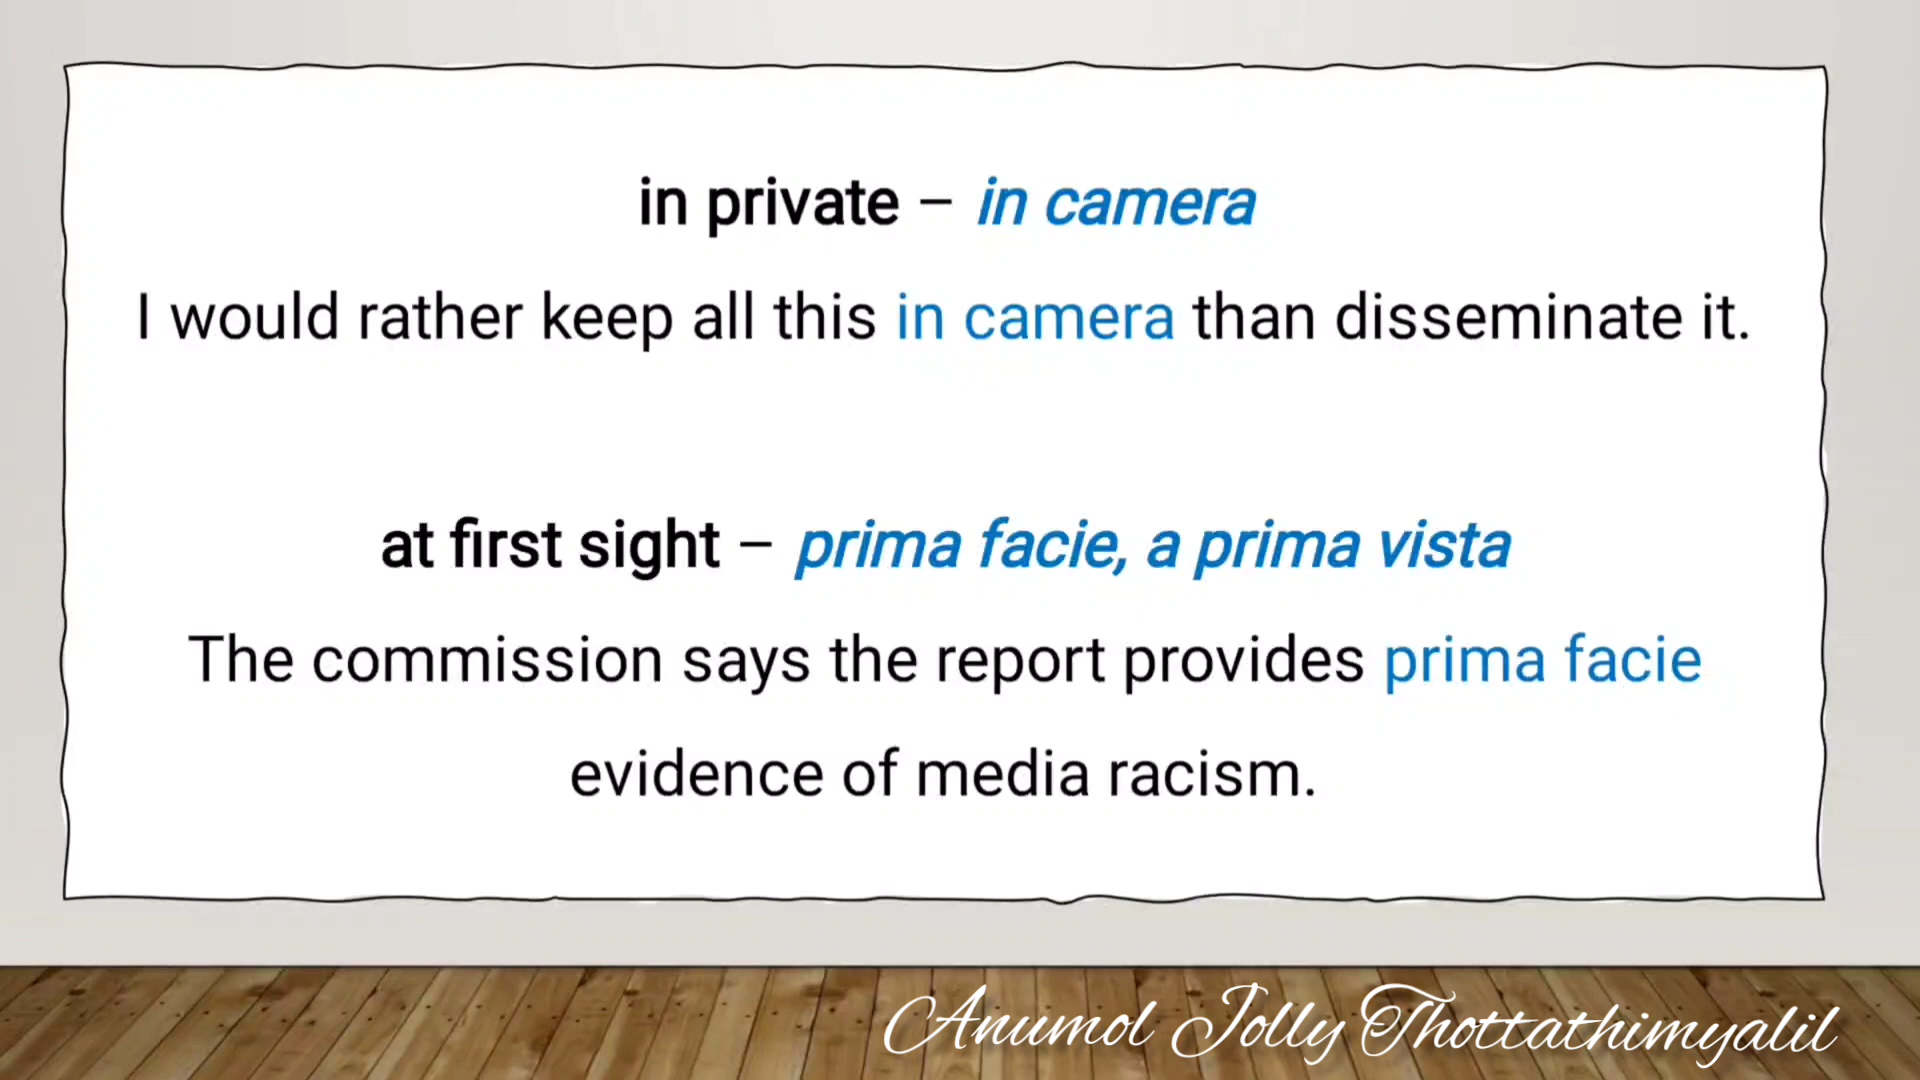 in private – in camera
I would rather keep all this in camera than disseminate it.
at first sight – prima facie, a prima vista
The commission says the report provides prima facie
evidence of media racism.
Anumol Jolly Thottathimyalil